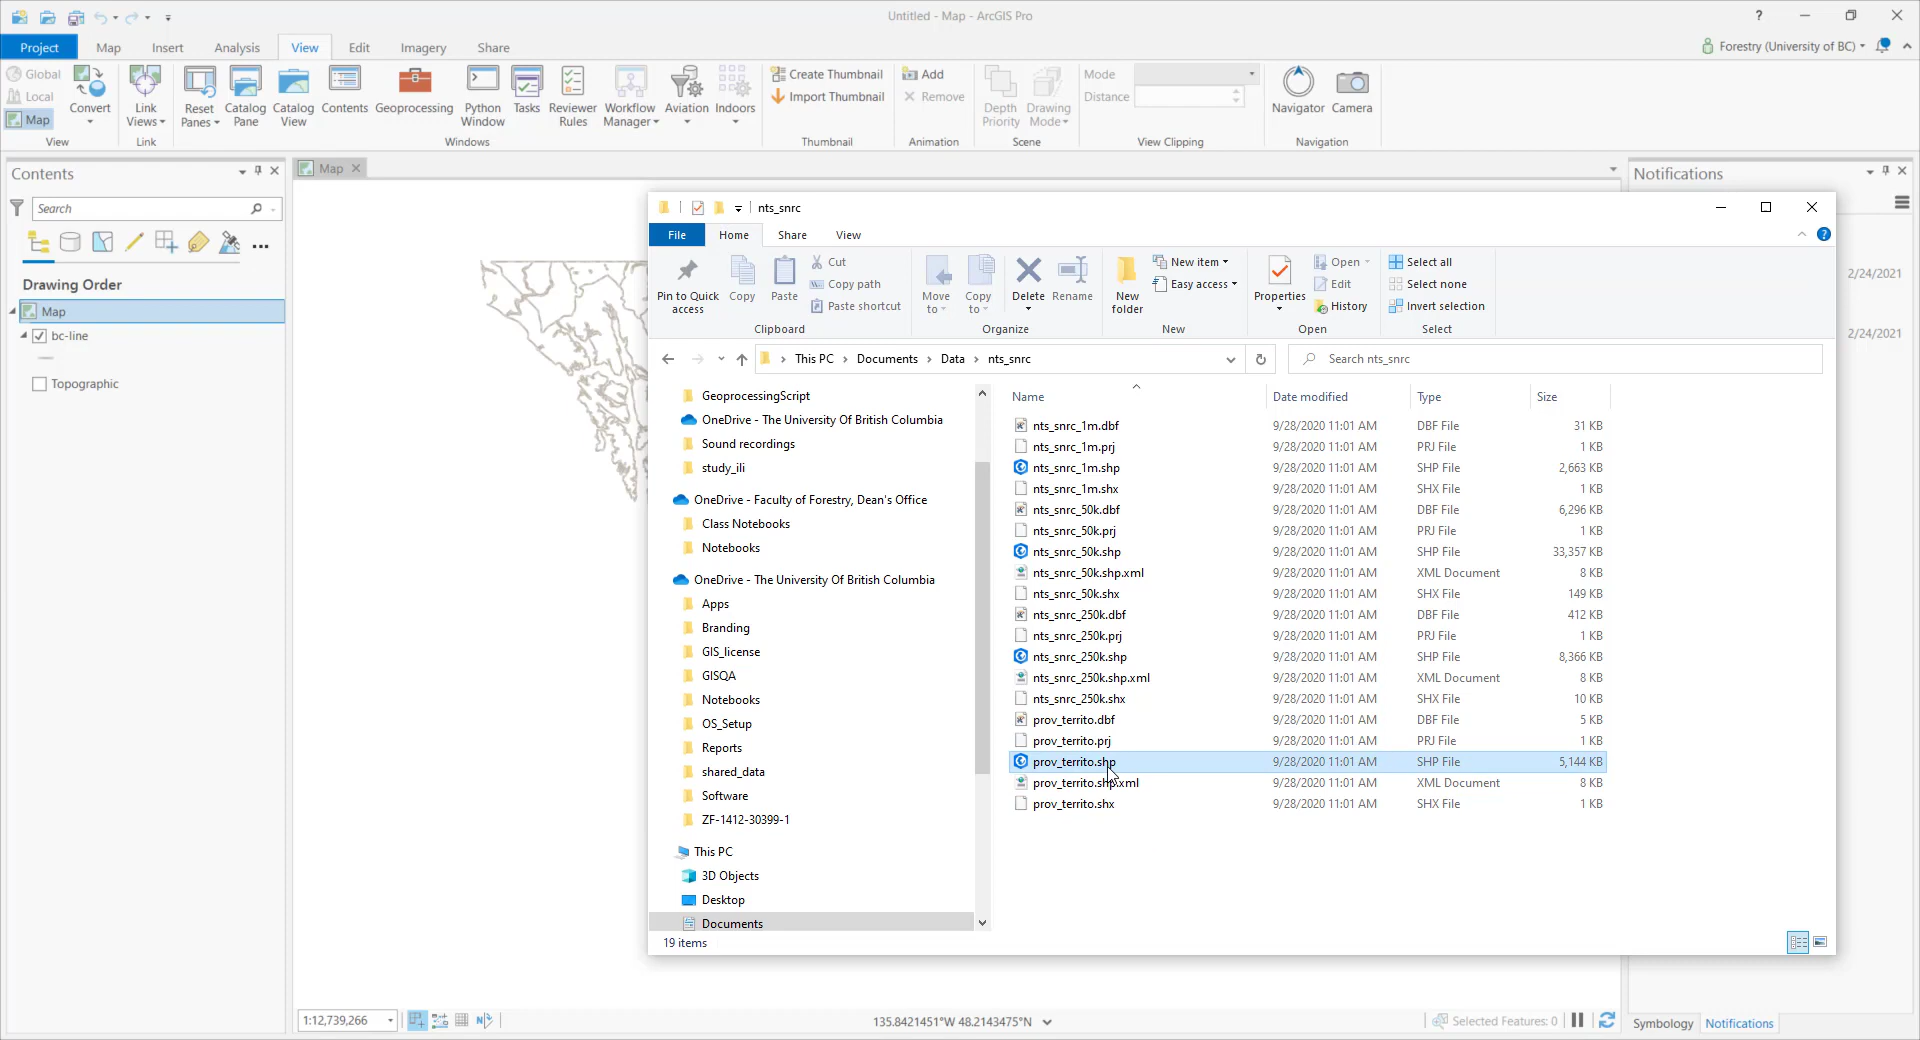 Untitled - Map - ArcGIS Pro
?
Project Map Insert Analysis View Edit Imagery Share
Forestry (University of BC)
Global
Local
Map
Convert
View
Link Views
Link
Reset Panes
Catalog Pane
Catalog View
Contents
Geoprocessing
Python Window
Tasks
Reviewer Rules
Workflow Manager
Aviation
Indoors
Windows
Create Thumbnail
Import Thumbnail
Thumbnail
Add
Remove
Animation
Depth Priority
Drawing Mode
Scene
Mode
Distance
View Clipping
Navigator
Camera
Navigation
Contents
Search
Drawing Order
Map
bc-line
Topographic
Map
Notifications
2/24/2021
2/24/2021
nts_snrc
File Home Share View
Pin to Quick access
Copy
Paste
Cut
Copy path
Paste shortcut
Clipboard
Move to
Copy to
Delete
Rename
Organize
New folder
New item
Easy access
New
Properties
Open
Edit
History
Open
Select all
Select none
Invert selection
Select
This PC > Documents > Data > nts_snrc
Search nts_snrc
GeoprocessingScript
OneDrive - The University Of British Columbia
Sound recordings
study_ili
OneDrive - Faculty of Forestry, Dean's Office
Class Notebooks
Notebooks
OneDrive - The University Of British Columbia
Apps
Branding
GIS_license
GISQA
Notebooks
OS_Setup
Reports
shared_data
Software
ZF-1412-30399-1
This PC
3D Objects
Desktop
Documents
Name Date modified Type Size
nts_snrc_1m.dbf 9/28/2020 11:01 AM DBF File 31 KB
nts_snrc_1m.prj 9/28/2020 11:01 AM PRJ File 1 KB
nts_snrc_1m.shp 9/28/2020 11:01 AM SHP File 2,663 KB
nts_snrc_1m.shx 9/28/2020 11:01 AM SHX File 1 KB
nts_snrc_50k.dbf 9/28/2020 11:01 AM DBF File 6,296 KB
nts_snrc_50k.prj 9/28/2020 11:01 AM PRJ File 1 KB
nts_snrc_50k.shp 9/28/2020 11:01 AM SHP File 33,357 KB
nts_snrc_50k.shp.xml 9/28/2020 11:01 AM XML Document 8 KB
nts_snrc_50k.shx 9/28/2020 11:01 AM SHX File 149 KB
nts_snrc_250k.dbf 9/28/2020 11:01 AM DBF File 412 KB
nts_snrc_250k.prj 9/28/2020 11:01 AM PRJ File 1 KB
nts_snrc_250k.shp 9/28/2020 11:01 AM SHP File 8,366 KB
nts_snrc_250k.shp.xml 9/28/2020 11:01 AM XML Document 8 KB
nts_snrc_250k.shx 9/28/2020 11:01 AM SHX File 10 KB
prov_territo.dbf 9/28/2020 11:01 AM DBF File 5 KB
prov_territo.prj 9/28/2020 11:01 AM PRJ File 1 KB
prov_territo.shp 9/28/2020 11:01 AM SHP File 5,144 KB
prov_territo.shp.xml 9/28/2020 11:01 AM XML Document 8 KB
prov_territo.shx 9/28/2020 11:01 AM SHX File 1 KB
19 items
1:12,739,266
135.8421451°W 48.2143475°N
Selected Features: 0
Symbology Notifications